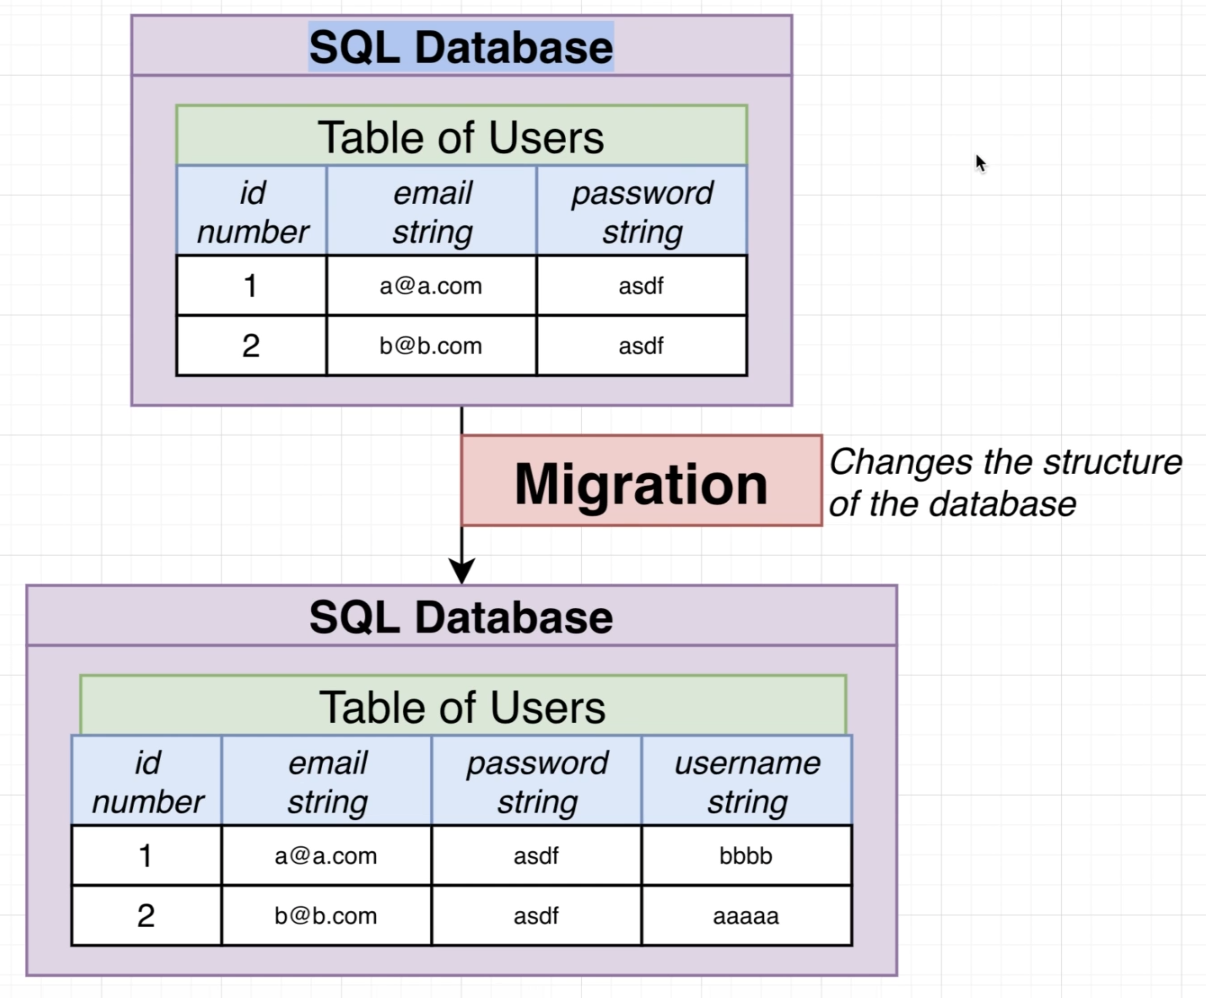 SQL Database
Table of Users
id email password
number string string
1 a@a.com asdf
2 b@b.com asdf
Migration
Changes the structure
of the database
SQL Database
Table of Users
id email password username
number string string string
1 a@a.com asdf bbbb
2 b@b.com asdf aaaaa